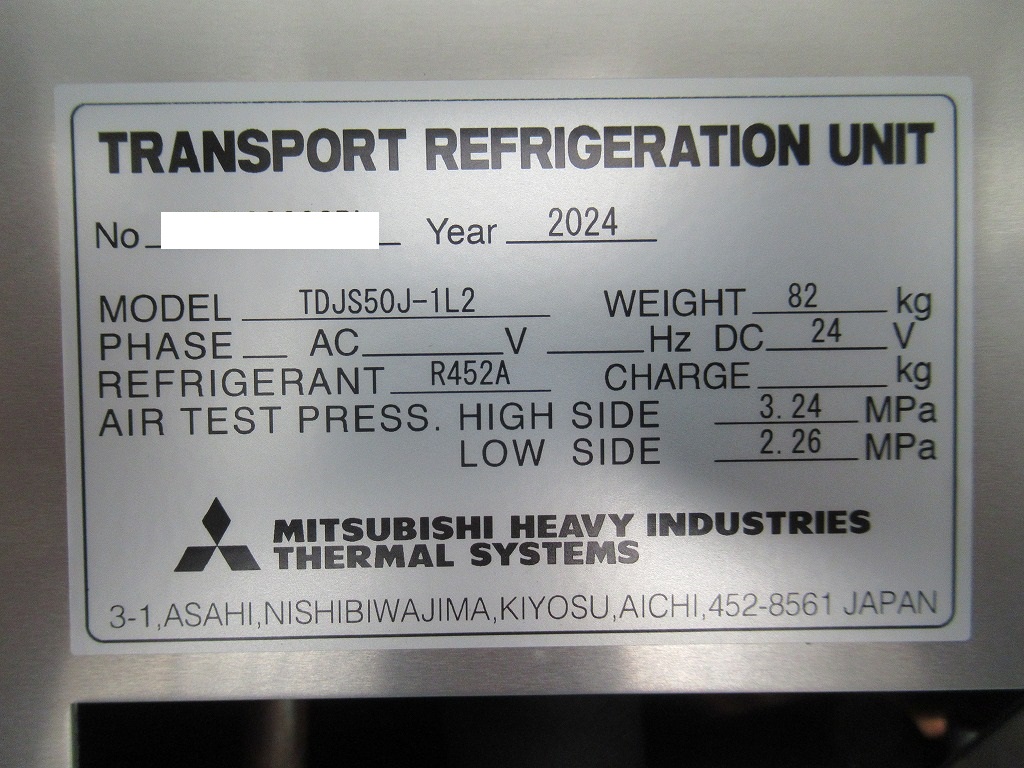 TRANSPORT REFRIGERATION UNIT
No Year 2024
MODEL TDJS50J-1L2 WEIGHT 82 kg
PHASE AC V Hz DC 24 V
REFRIGERANT R452A CHARGE kg
AIR TEST PRESS. HIGH SIDE 3.24 MPa
LOW SIDE 2.26 MPa
MITSUBISHI HEAVY INDUSTRIES
THERMAL SYSTEMS
3-1,ASAHI,NISHIBIWAJIMA,KIYOSU,AICHI,452-8561 JAPAN